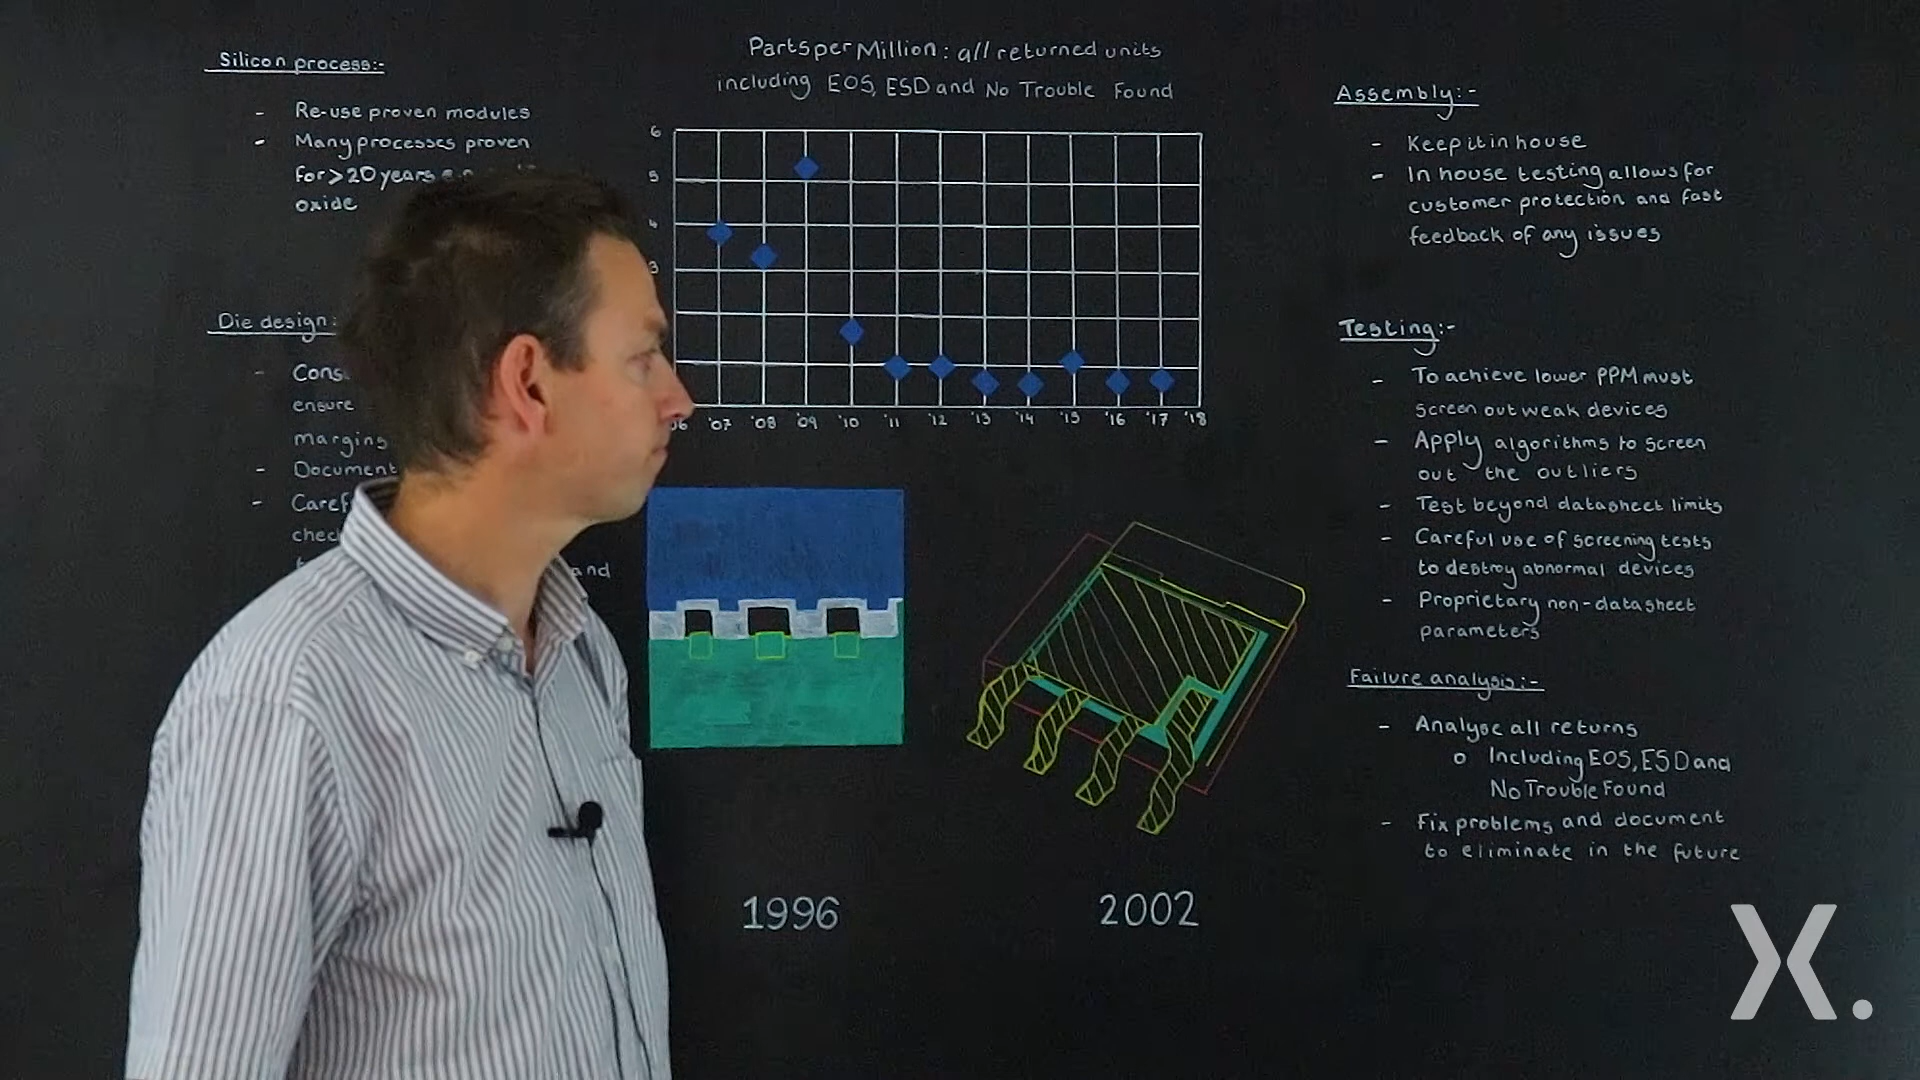 Silicon process:-
- Re-use proven modules
- Many processes proven
for >20 years
oxide
Die design:
-
ensure
margins
- Document
-
and
Parts per Million: all returned units
including EOS, ESD and No Trouble Found
6
5
4
3
06 '07 '08 '09 '10 '11 '12 '13 '14 '15 '16 '17 '18
1996
2002
Assembly:-
- Keep it in house
- In house testing allows for
customer protection and fast
feedback of any issues
Testing:-
- To achieve lower PPM must
screen out weak devices
- Apply algorithms to screen
out the outliers
- Test beyond datasheet limits
- Careful use of screening tests
to destroy abnormal devices
- Proprietary non-datasheet
parameters
Failure analysis:-
- Analyse all returns
o Including EOS, ESD and
No Trouble Found
- Fix problems and document
to eliminate in the future
X.